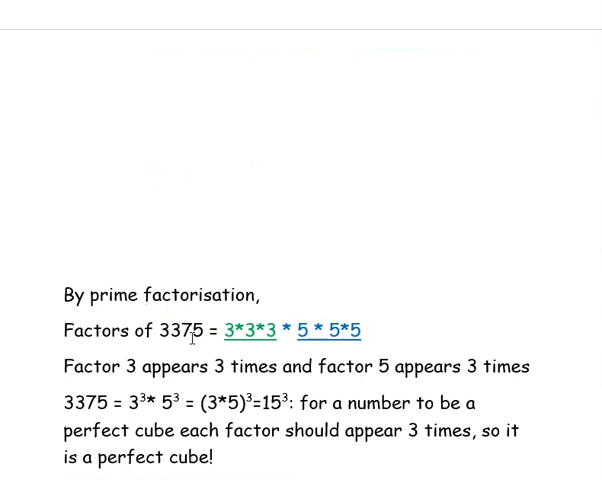 By prime factorisation,
Factors of 3375 = 3*3*3 * 5 * 5*5
Factor 3 appears 3 times and factor 5 appears 3 times
3375 = 3³* 5³ = (3*5)³=15³: for a number to be a
perfect cube each factor should appear 3 times, so it
is a perfect cube!